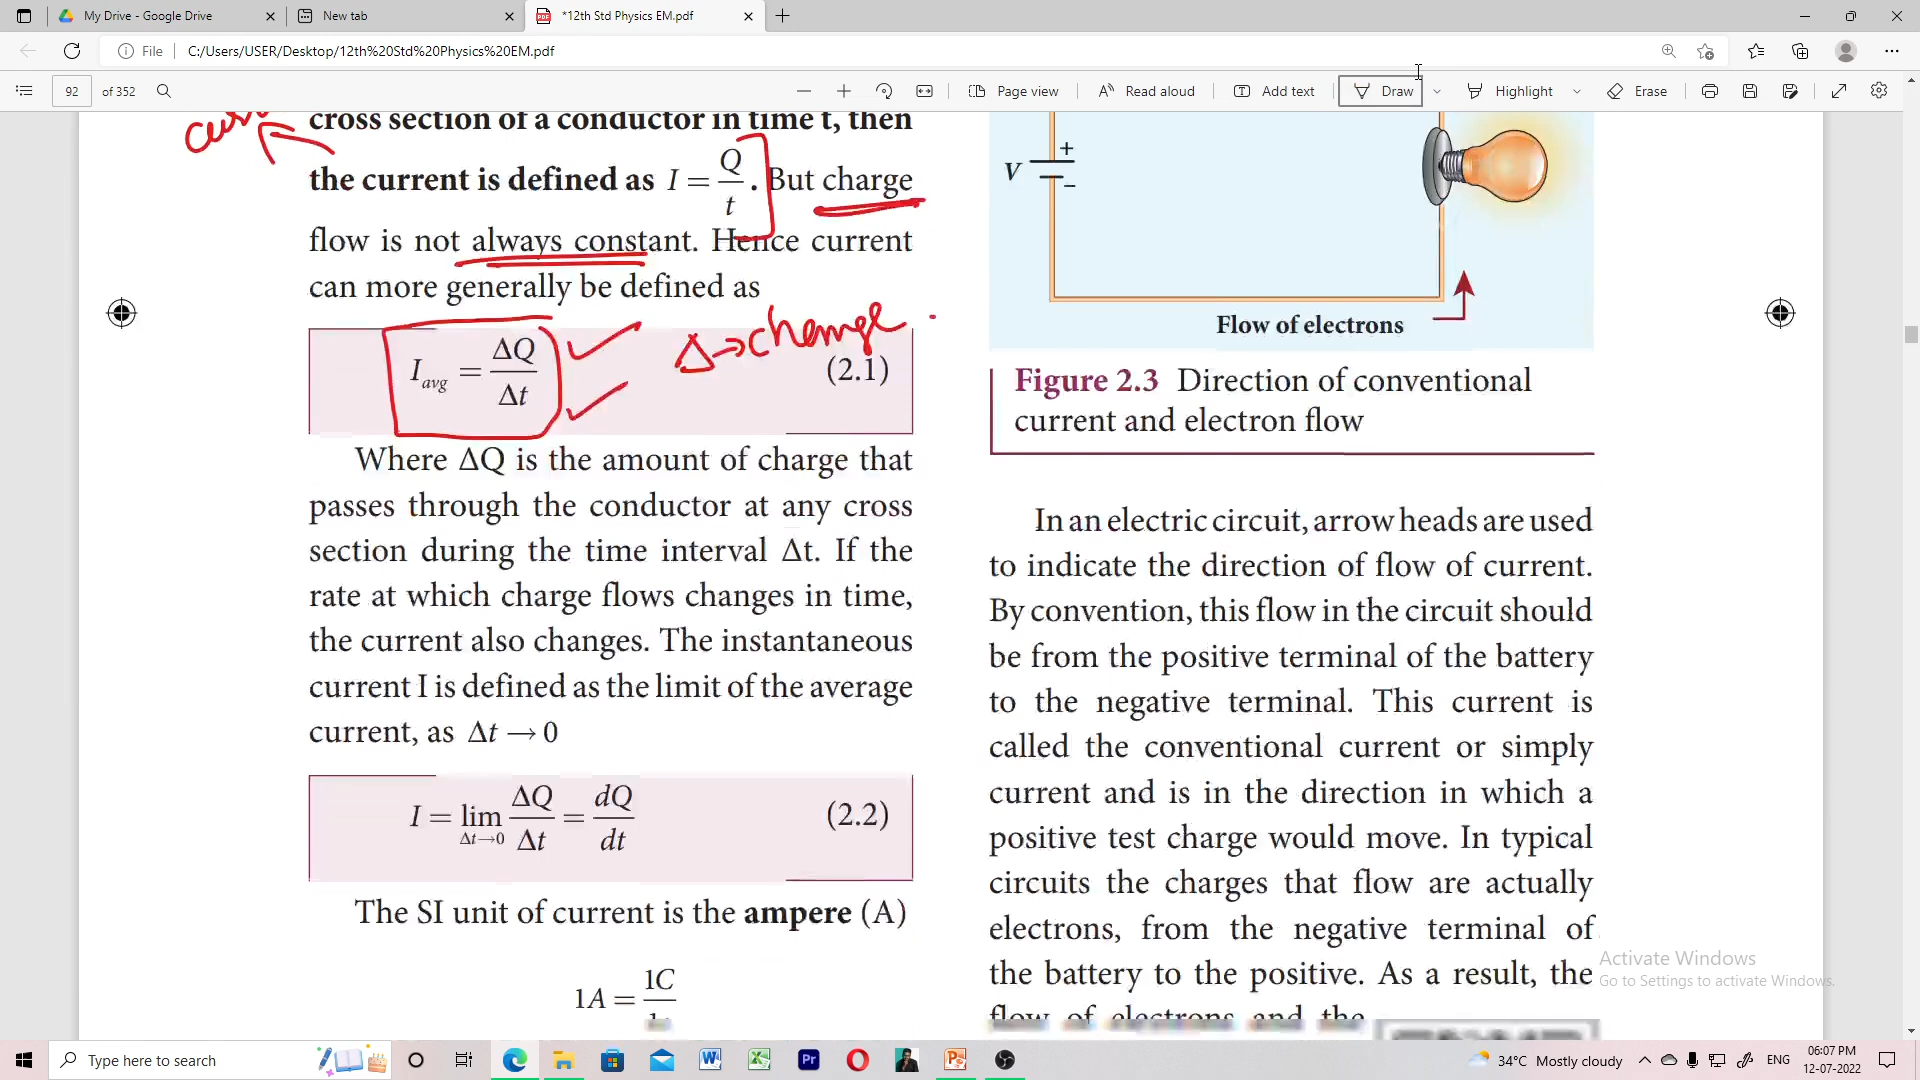 My Drive - Google Drive
New tab
*12th Std Physics EM.pdf
File
C:/Users/USER/Desktop/12th%20Std%20Physics%20EM.pdf
92
of 352
Page view
Read aloud
Add text
Draw
Highlight
Erase
cross section of a conductor in time t, then
the current is defined as I = Q/t . But charge
flow is not always constant. Hence current
can more generally be defined as
Δ→change
I avg = ΔQ/Δt (2.1)
Where ΔQ is the amount of charge that
passes through the conductor at any cross
section during the time interval Δt. If the
rate at which charge flows changes in time,
the current also changes. The instantaneous
current I is defined as the limit of the average
current, as Δt → 0
I = lim Δt→0 ΔQ/Δt = dQ/dt (2.2)
The SI unit of current is the ampere (A)
1A = 1C
V
+
−
Flow of electrons
Figure 2.3 Direction of conventional
current and electron flow
In an electric circuit, arrow heads are used
to indicate the direction of flow of current.
By convention, this flow in the circuit should
be from the positive terminal of the battery
to the negative terminal. This current is
called the conventional current or simply
current and is in the direction in which a
positive test charge would move. In typical
circuits the charges that flow are actually
electrons, from the negative terminal of
the battery to the positive. As a result, the
flow of electrons and the
Activate Windows
Go to Settings to activate Windows.
Type here to search
34°C Mostly cloudy
ENG
06:07 PM
12-07-2022